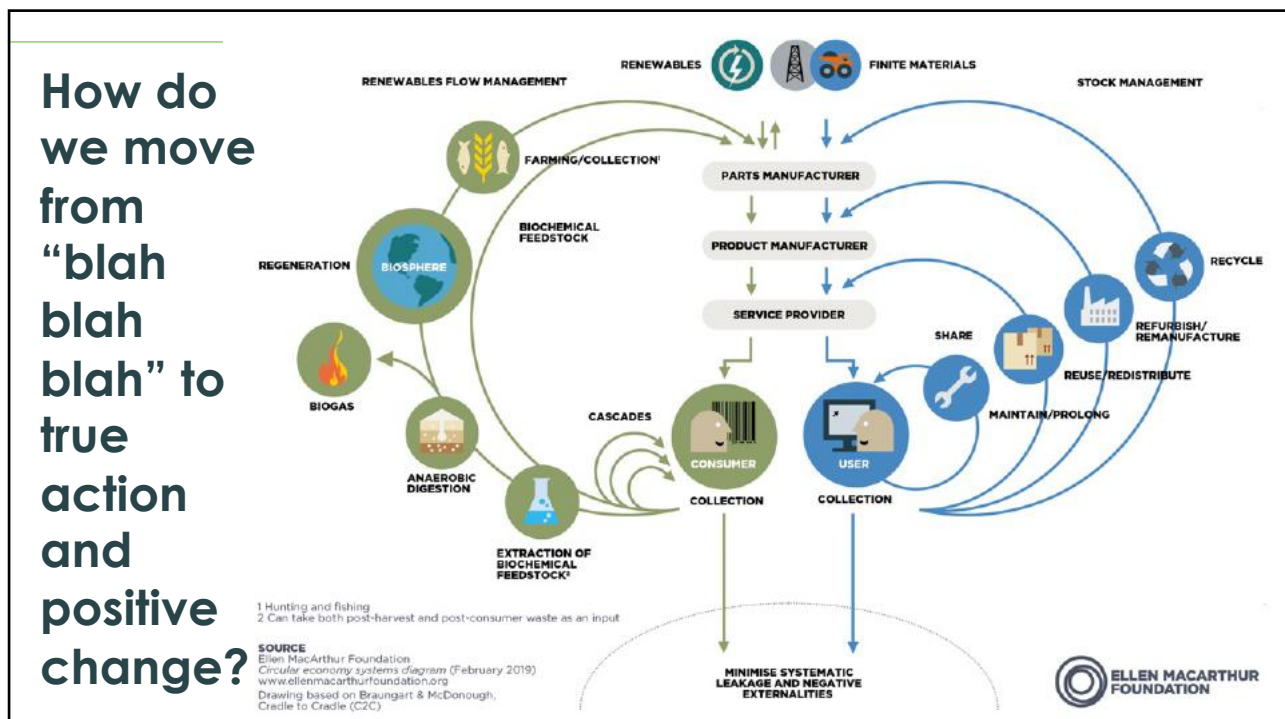 How do
we move
from
“blah
blah
blah” to
true
action
and
positive
change?
RENEWABLES
FINITE MATERIALS
RENEWABLES FLOW MANAGEMENT
STOCK MANAGEMENT
FARMING/COLLECTION¹
PARTS MANUFACTURER
BIOCHEMICAL
FEEDSTOCK
PRODUCT MANUFACTURER
REGENERATION
BIOSPHERE
RECYCLE
SERVICE PROVIDER
SHARE
REFURBISH/
REMANUFACTURE
REUSE/REDISTRIBUTE
BIOGAS
CASCADES
MAINTAIN/PROLONG
CONSUMER
USER
ANAEROBIC
DIGESTION
COLLECTION
COLLECTION
EXTRACTION OF
BIOCHEMICAL
FEEDSTOCK²
1 Hunting and fishing
2 Can take both post-harvest and post-consumer waste as an input
SOURCE
Ellen MacArthur Foundation
Circular economy systems diagram (February 2019)
www.ellenmacarthurfoundation.org
Drawing based on Braungart & McDonough,
Cradle to Cradle (C2C)
MINIMISE SYSTEMATIC
LEAKAGE AND NEGATIVE
EXTERNALITIES
ELLEN MACARTHUR
FOUNDATION